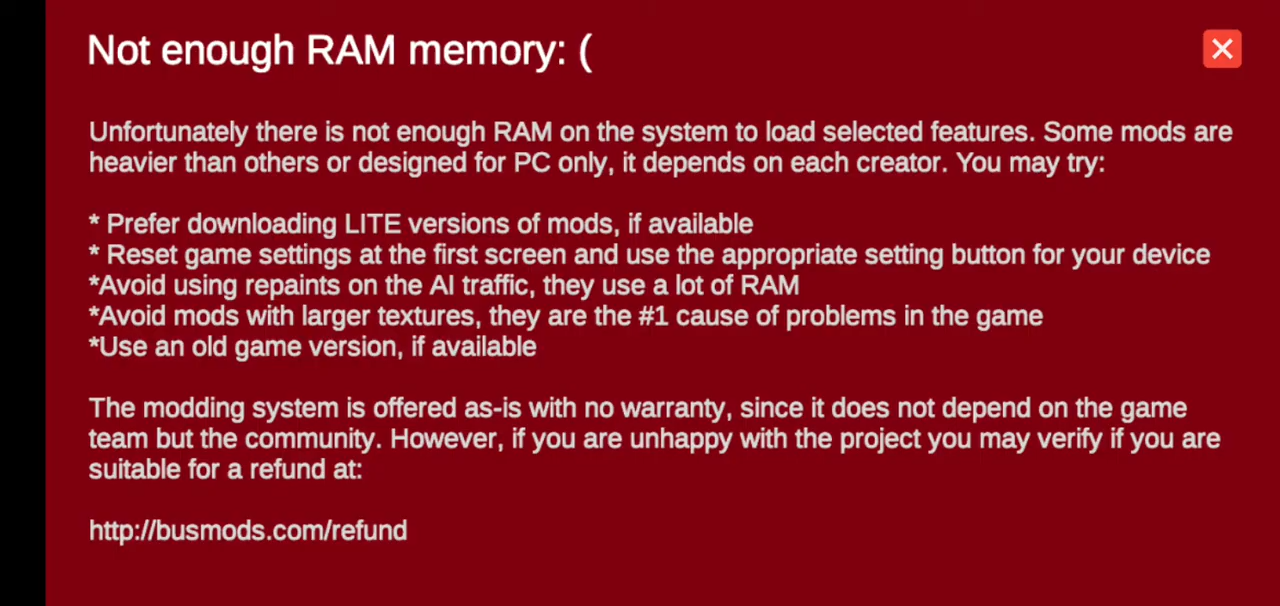 Not enough RAM memory: (
Unfortunately there is not enough RAM on the system to load selected features. Some mods are
heavier than others or designed for PC only, it depends on each creator. You may try:
* Prefer downloading LITE versions of mods, if available
* Reset game settings at the first screen and use the appropriate setting button for your device
*Avoid using repaints on the AI traffic, they use a lot of RAM
*Avoid mods with larger textures, they are the #1 cause of problems in the game
*Use an old game version, if available
The modding system is offered as-is with no warranty, since it does not depend on the game
team but the community. However, if you are unhappy with the project you may verify if you are
suitable for a refund at:
http://busmods.com/refund